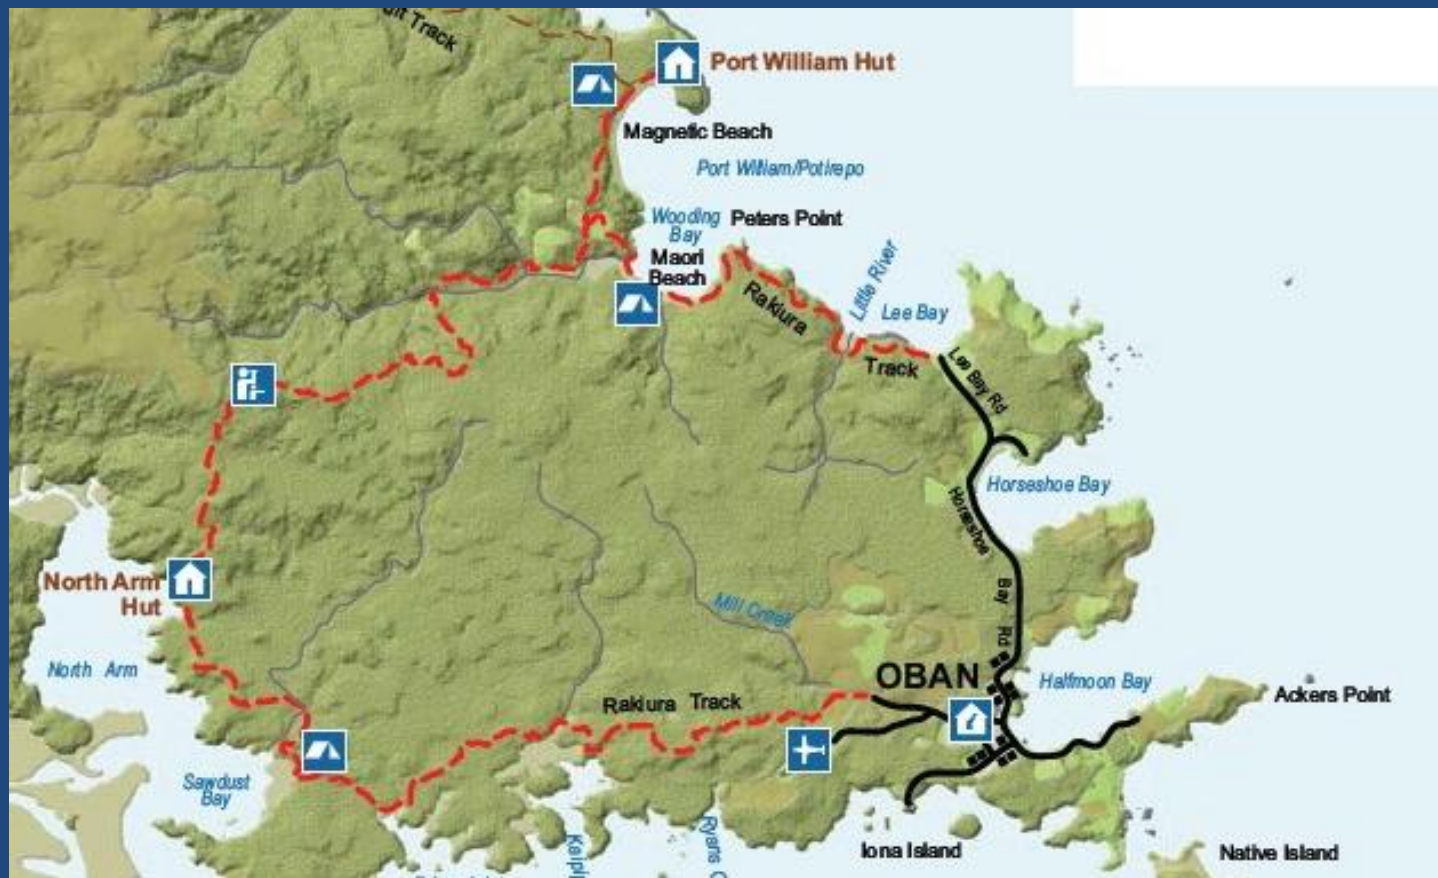 Track
Port William Hut
Magnetic Beach
Port William/Potirepo
Wooding
Bay
Peters Point
Maori
Beach
Little River
Lee Bay
Rakiura
Track
Lee Bay Rd
Horseshoe Bay
Horseshoe
Bay
Rd
North Arm
Hut
Mill Creek
North Arm
OBAN
Halfmoon Bay
Ackers Point
Rakiura Track
Sawdust
Bay
Iona Island
Native Island